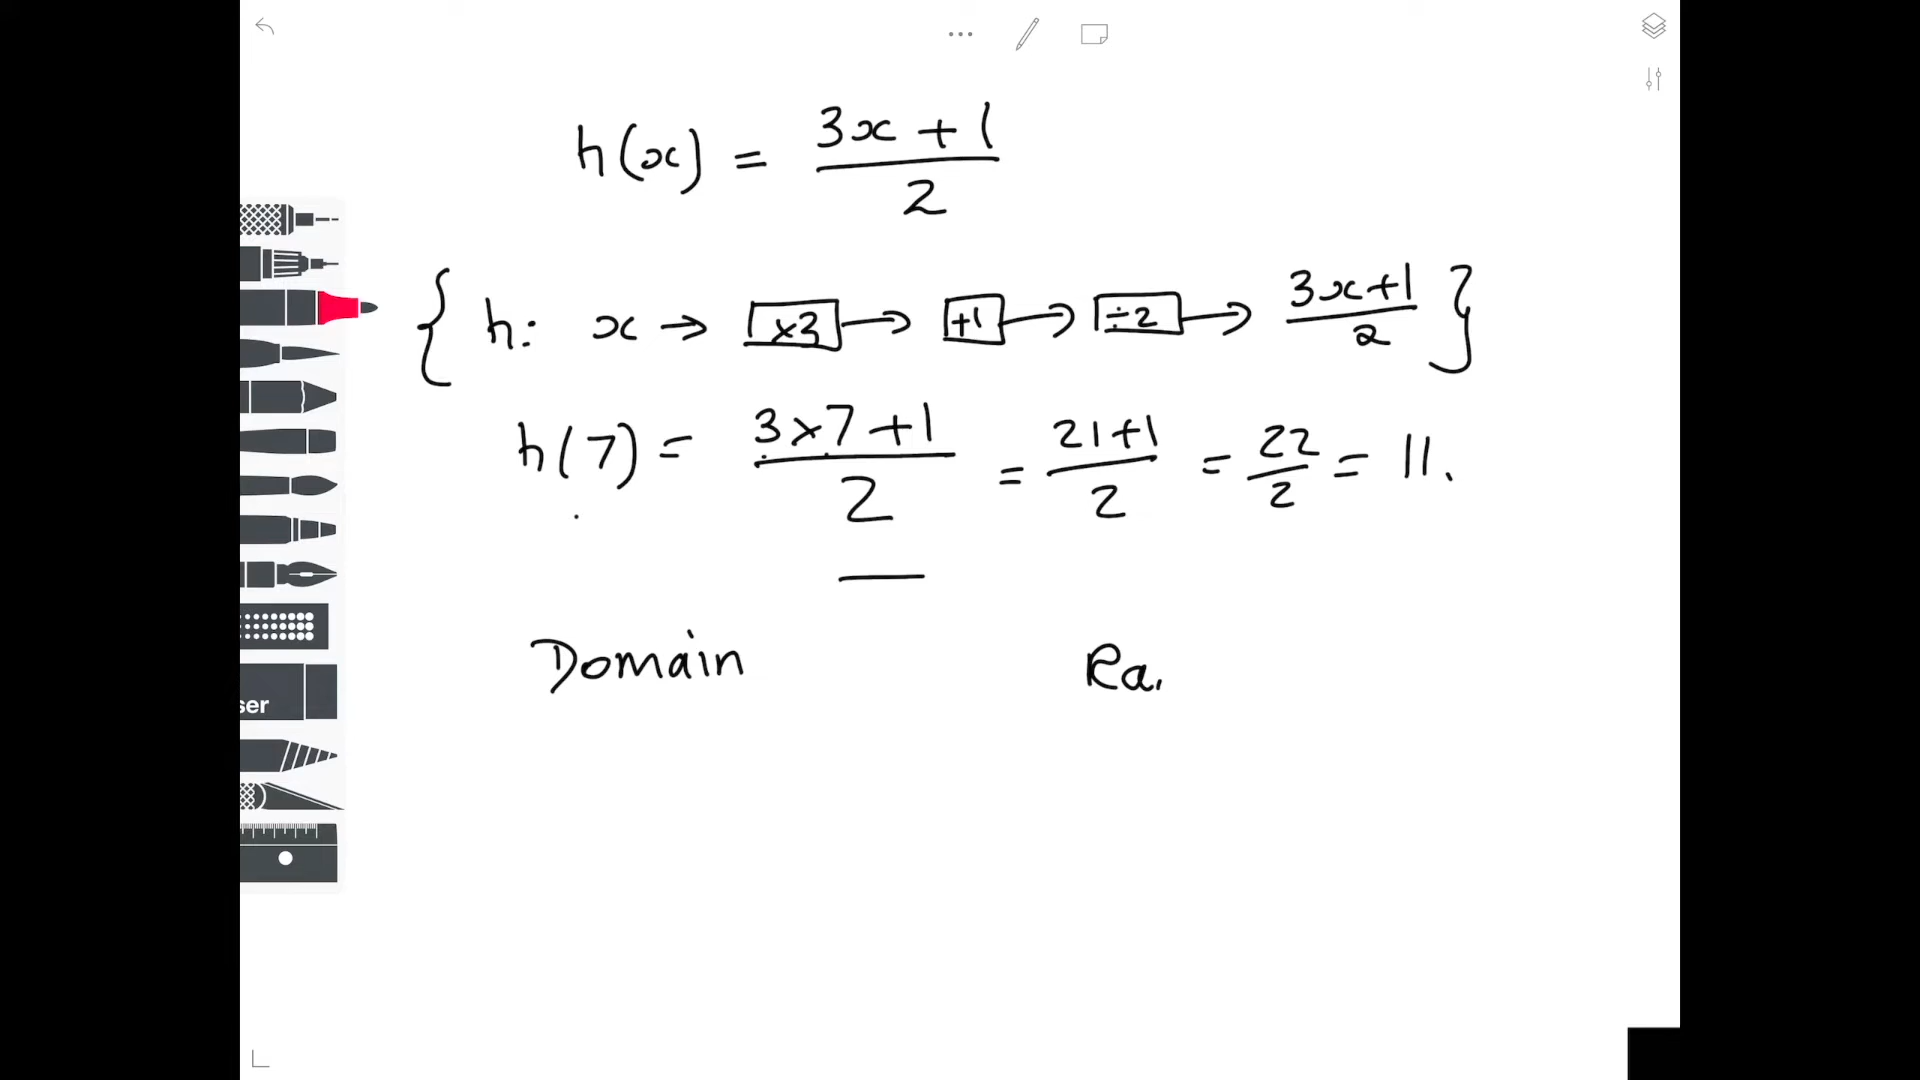 h(x) = (3x + 1)/2
{ h: x → [×3] → [+1] → [÷2] → (3x+1)/2 }
h(7) = (3×7+1)/2 = (21+1)/2 = 22/2 = 11.
Domain Ra
ser